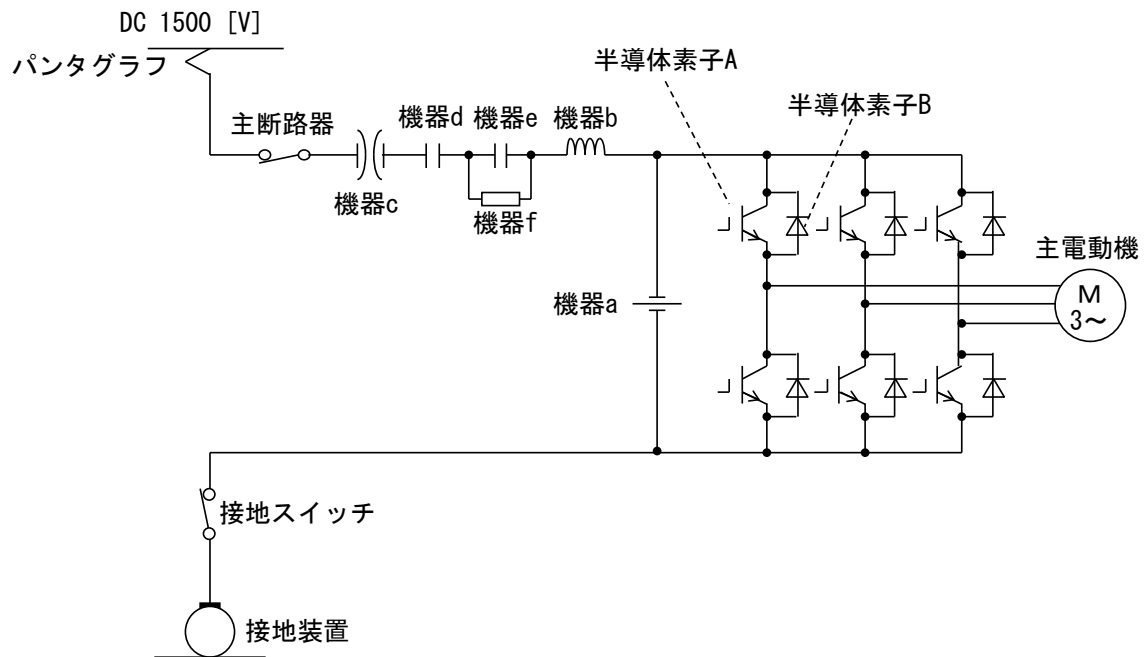 DC 1500 [V]
パンタグラフ
半導体素子A
半導体素子B
主断路器
機器d
機器e
機器b
機器c
機器f
主電動機
M
3～
機器a
接地スイッチ
接地装置